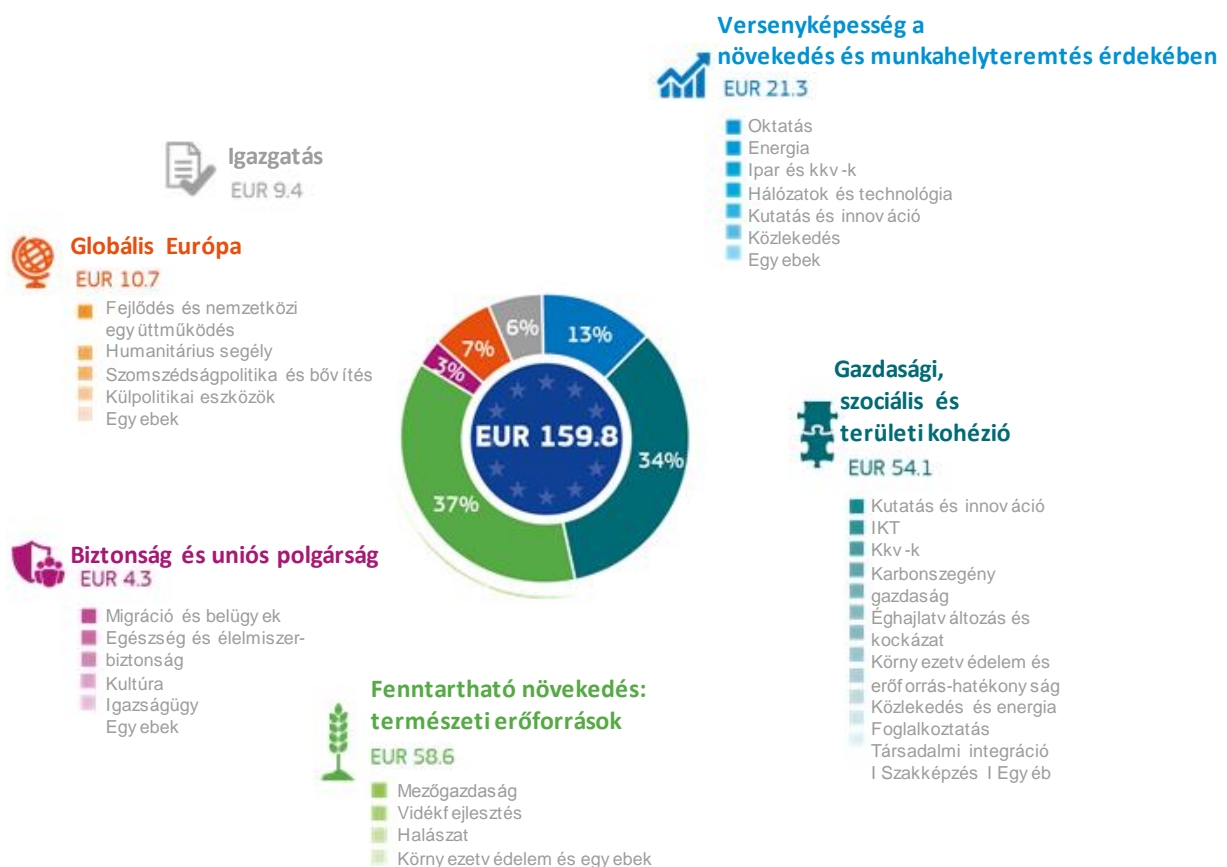 Versenyképesség a
növekedés és munkahelyteremtés érdekében
EUR 21.3
Oktatás
Energia
Ipar és kkv-k
Hálózatok és technológia
Kutatás és innováció
Közlekedés
Egyebek
Igazgatás
EUR 9.4
Globális Európa
EUR 10.7
Fejlődés és nemzetközi
együttműködés
Humanitárius segély
Szomszédságpolitika és bővítés
Külpolitikai eszközök
Egyebek
6%
13%
7%
3%
EUR 159.8
34%
37%
Gazdasági,
szociális és
területi kohézió
EUR 54.1
Kutatás és innováció
IKT
Kkv-k
Karbonszegény
gazdaság
Éghajlatváltozás és
kockázat
Környezetvédelem és
erőforrás-hatékonyság
Közlekedés és energia
Foglalkoztatás
Társadalmi integráció
I Szakképzés I Egyéb
Biztonság és uniós polgárság
EUR 4.3
Migráció és belügyek
Egészség és élelmiszer-
biztonság
Kultúra
Igazságügy
Egyebek
Fenntartható növekedés:
természeti erőforrások
EUR 58.6
Mezőgazdaság
Vidékfejlesztés
Halászat
Környezetvédelem és egyebek